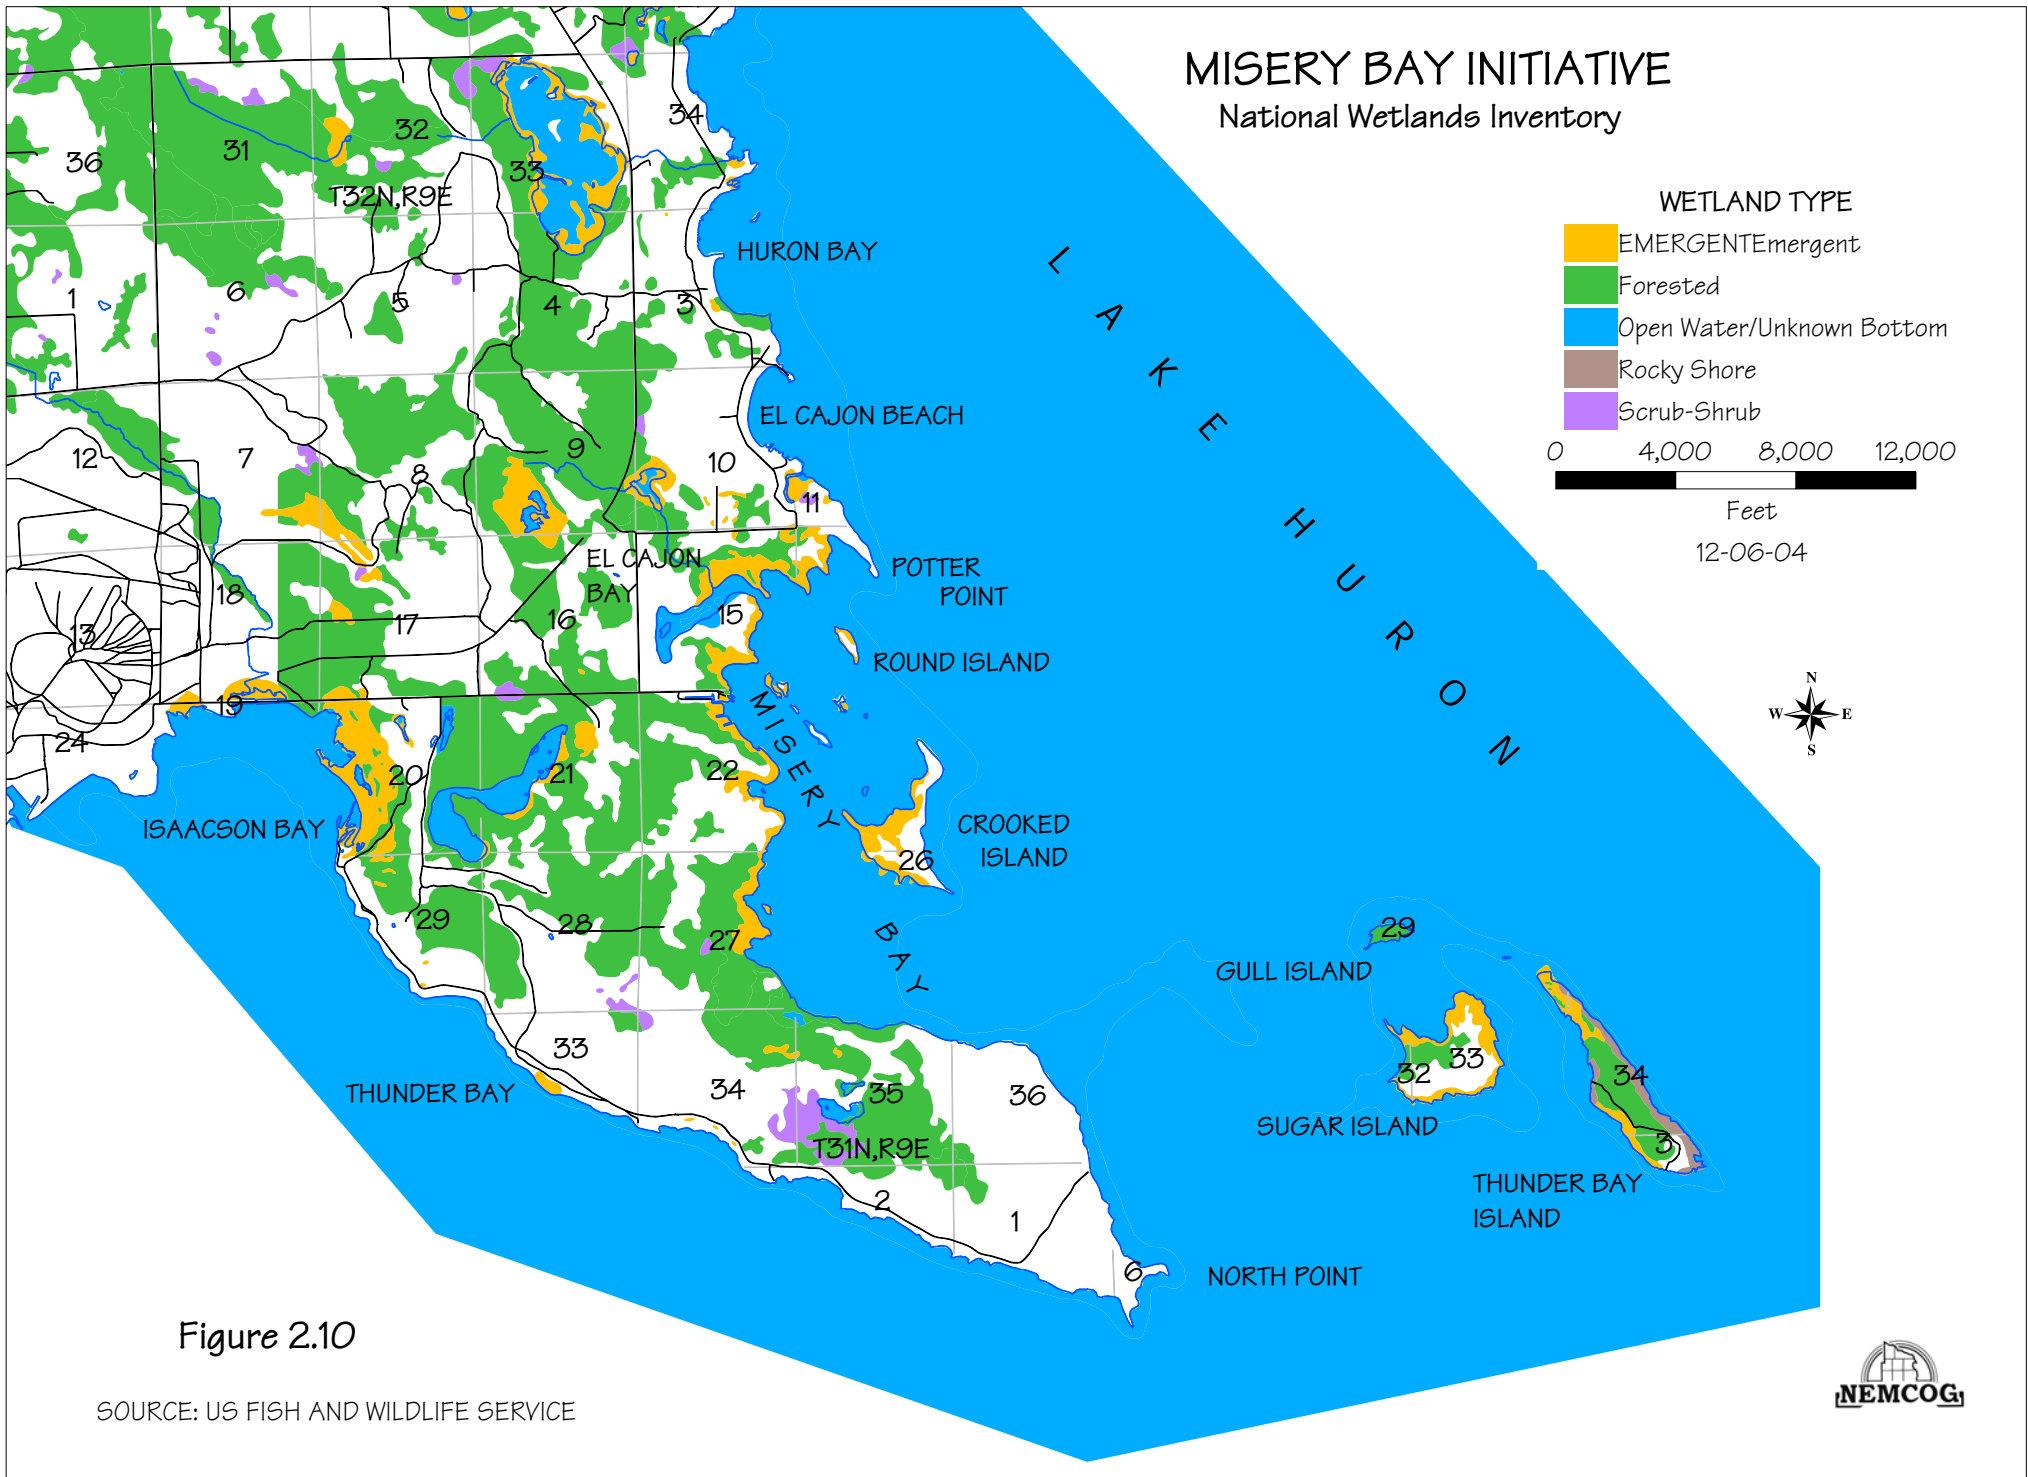 MISERY BAY INITIATIVE
National Wetlands Inventory
WETLAND TYPE
EMERGENTEmergent
Forested
Open Water/Unknown Bottom
Rocky Shore
Scrub-Shrub
0 4,000 8,000 12,000
Feet
12-06-04
N
W E
S
34
32
31
36
33
T32N,R9E
HURON BAY
LAKE HURON
1
6
5
4
3
EL CAJON BEACH
12
7
8
9
10
11
EL CAJON
BAY
POTTER
POINT
18
17
16
15
13
ROUND ISLAND
19
24
20
21
22
MISERY BAY
ISAACSON BAY
CROOKED
ISLAND
26
29
28
27
29
GULL ISLAND
33
34
35
36
THUNDER BAY
T31N,R9E
32
33
34
3
SUGAR ISLAND
THUNDER BAY
ISLAND
2
1
6
NORTH POINT
Figure 2.10
SOURCE: US FISH AND WILDLIFE SERVICE
NEMCOG